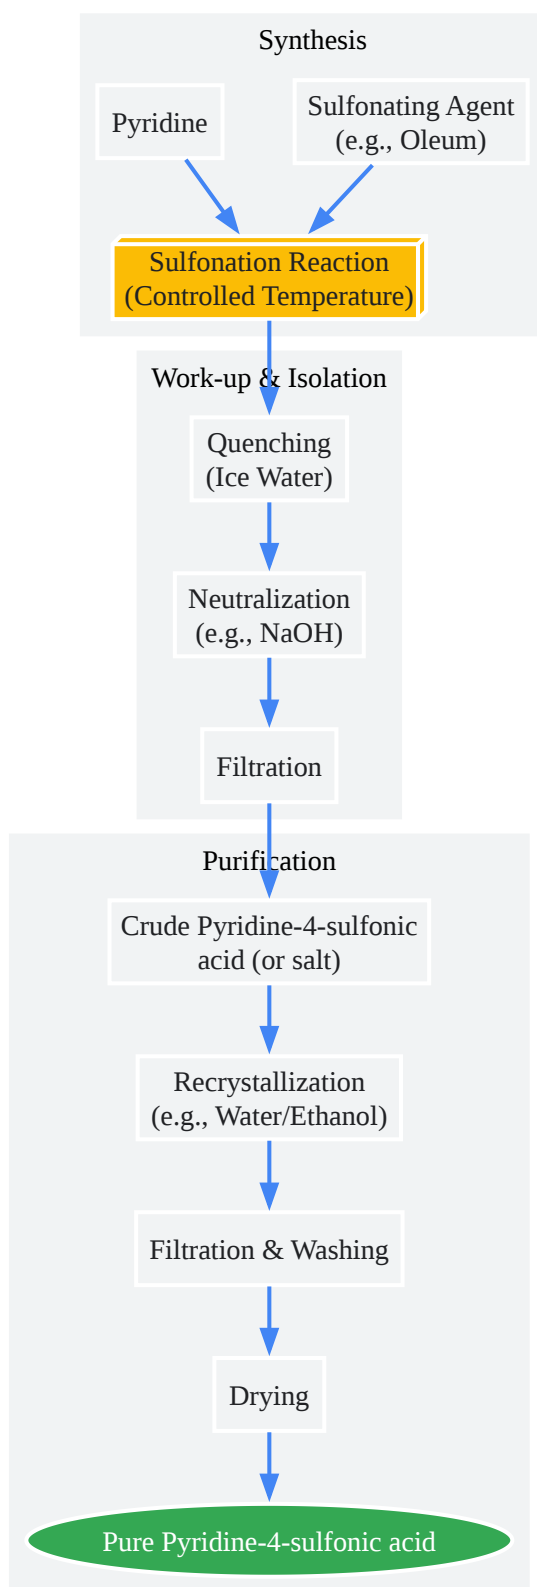 Synthesis
Pyridine
Sulfonating Agent
(e.g., Oleum)
Sulfonation Reaction
(Controlled Temperature)
Work-up & Isolation
Quenching
(Ice Water)
Neutralization
(e.g., NaOH)
Filtration
Purification
Crude Pyridine-4-sulfonic
acid (or salt)
Recrystallization
(e.g., Water/Ethanol)
Filtration & Washing
Drying
Pure Pyridine-4-sulfonic acid